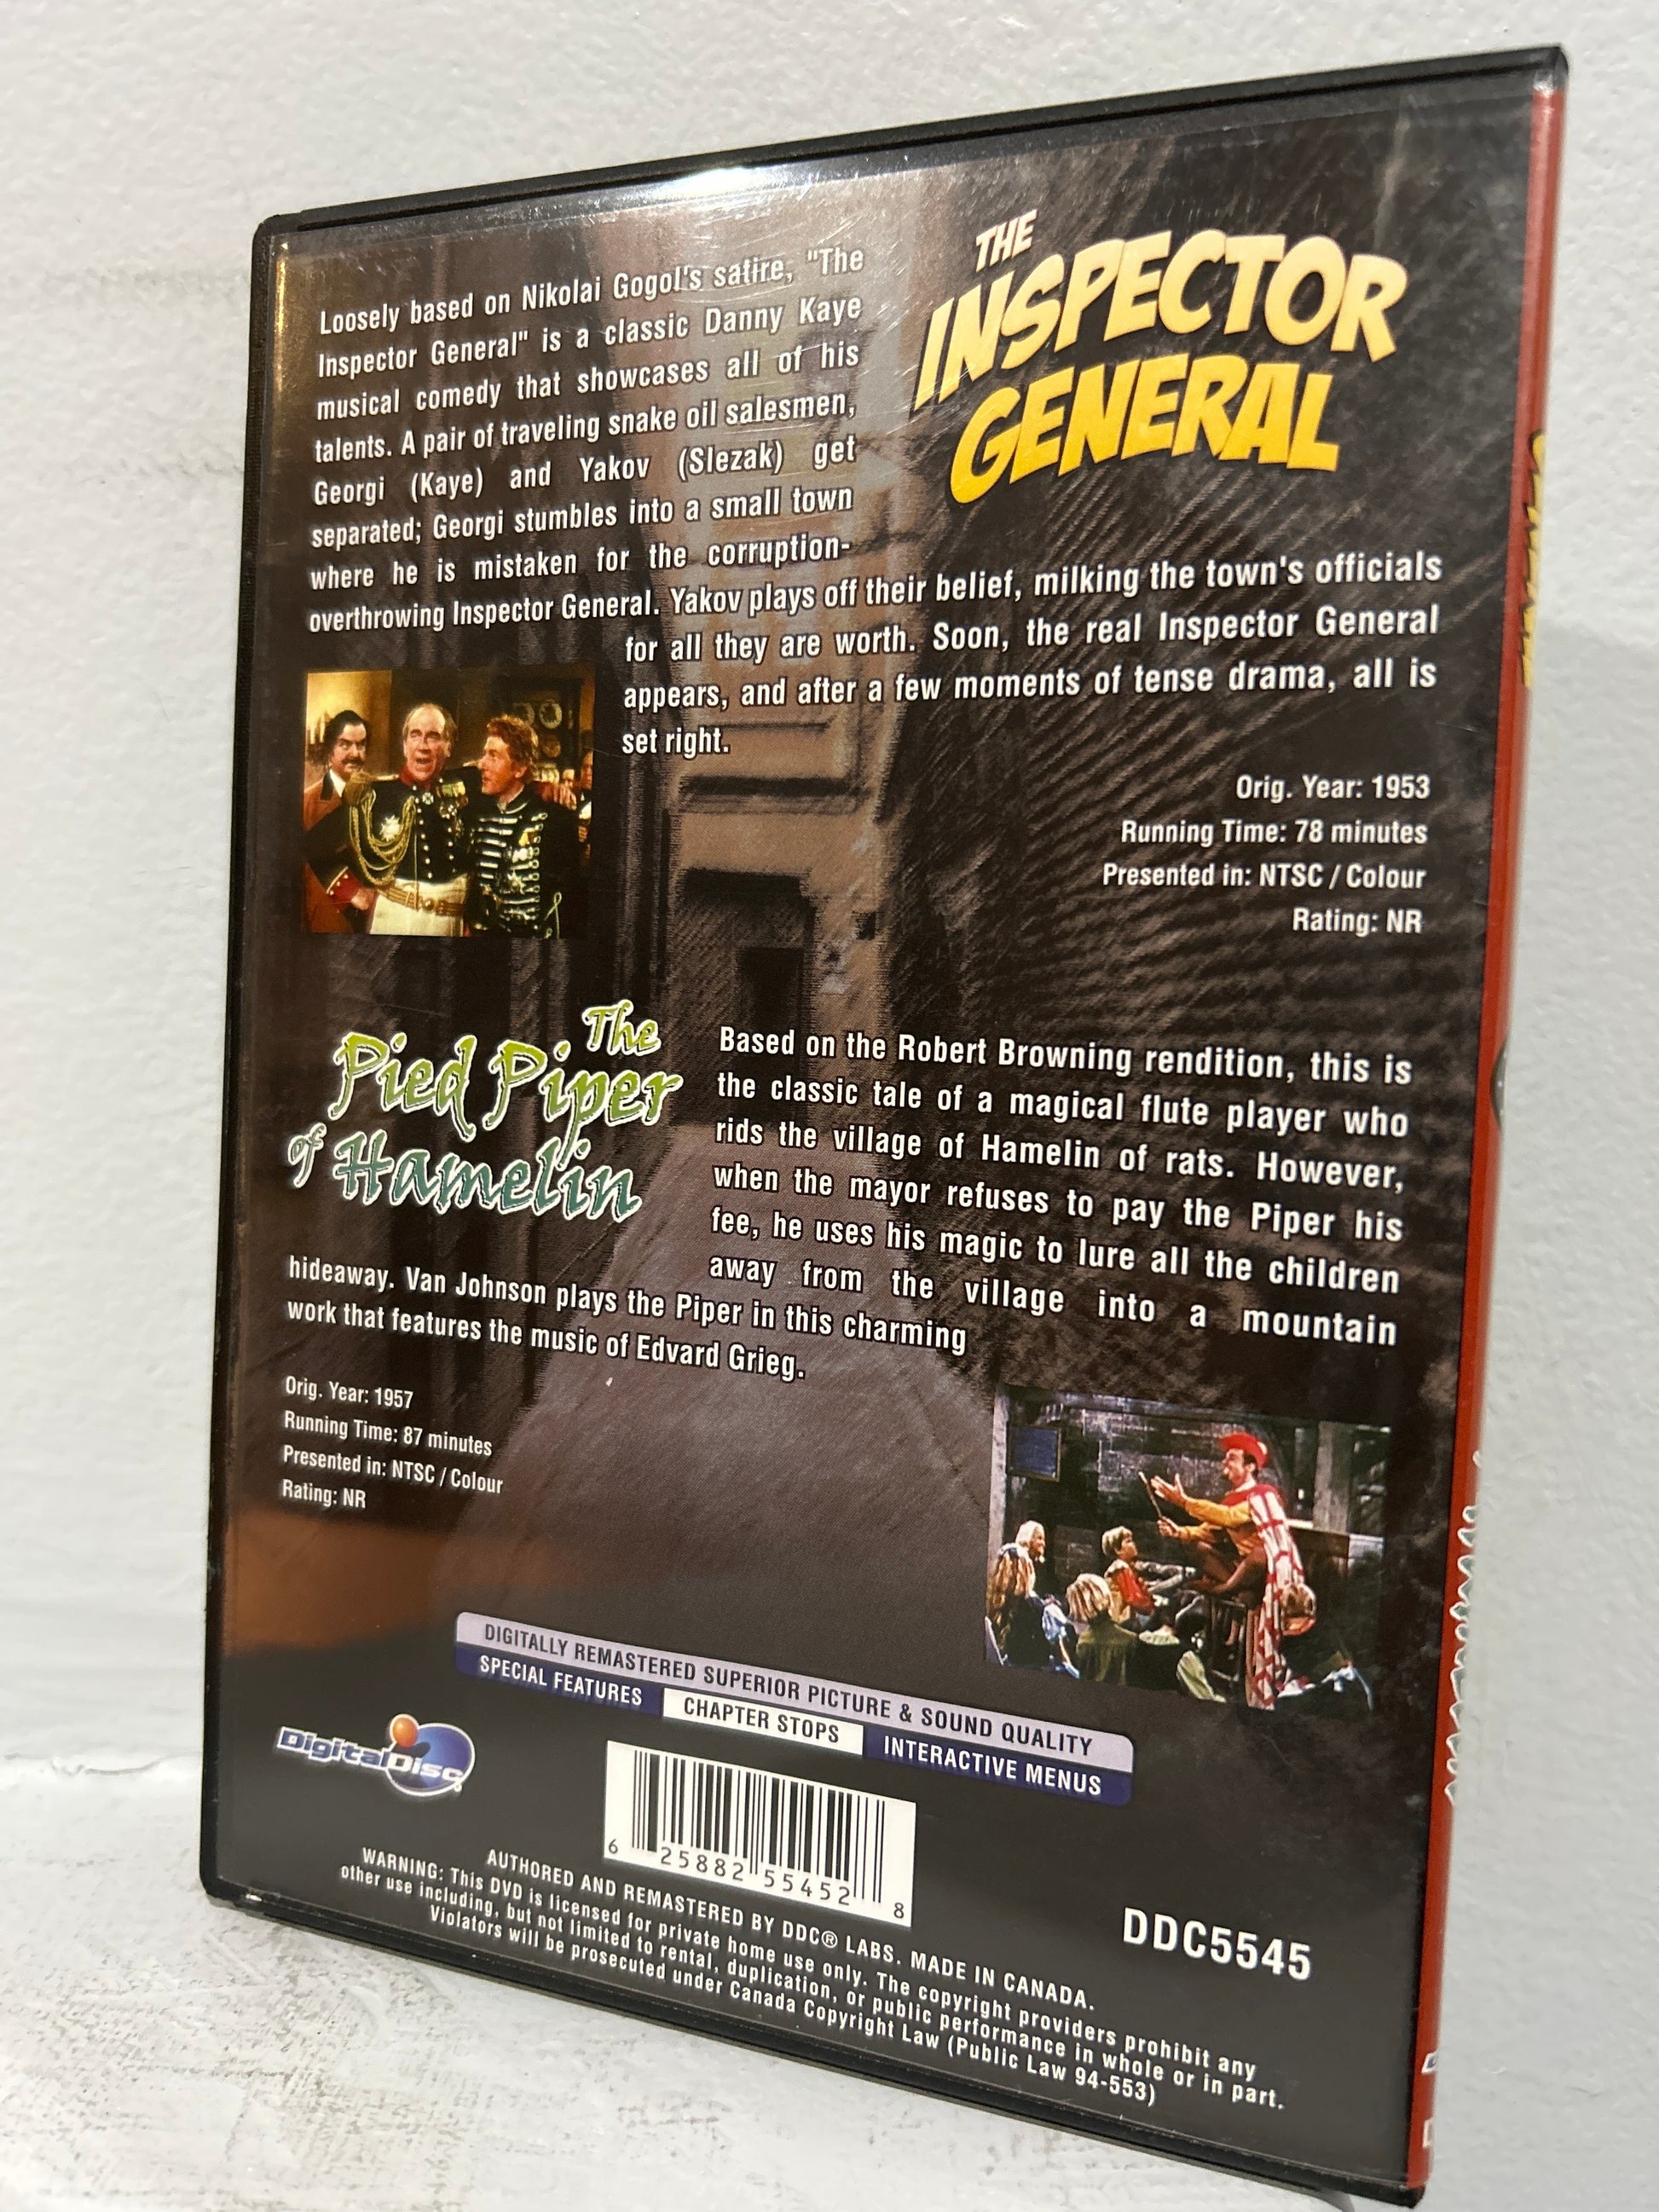 THE
INSPECTOR
GENERAL
Loosely based on Nikolai Gogol's satire, "The
Inspector General" is a classic Danny Kaye
musical comedy that showcases all of his
talents. A pair of traveling snake oil salesmen,
Georgi (Kaye) and Yakov (Slezak) get
separated; Georgi stumbles into a small town
where he is mistaken for the corruption-
overthrowing Inspector General. Yakov plays off their belief, milking the town's officials
for all they are worth. Soon, the real Inspector General
appears, and after a few moments of tense drama, all is
set right.
Orig. Year: 1953
Running Time: 78 minutes
Presented in: NTSC / Colour
Rating: NR
The
Pied Piper
of Hamelin
Based on the Robert Browning rendition, this is
the classic tale of a magical flute player who
rids the village of Hamelin of rats. However,
when the mayor refuses to pay the Piper his
fee, he uses his magic to lure all the children
away from the village into a mountain
hideaway. Van Johnson plays the Piper in this charming
work that features the music of Edvard Grieg.
Orig. Year: 1957
Running Time: 87 minutes
Presented in: NTSC / Colour
Rating: NR
DIGITALLY REMASTERED SUPERIOR PICTURE & SOUND QUALITY
SPECIAL FEATURES CHAPTER STOPS INTERACTIVE MENUS
DigitalDisc
6 25882 55452 8
DDC5545
AUTHORED AND REMASTERED BY DDC® LABS. MADE IN CANADA.
WARNING: This DVD is licensed for private home use only. The copyright providers prohibit any
other use including, but not limited to rental, duplication, or public performance in whole or in part.
Violators will be prosecuted under Canada Copyright Law (Public Law 94-553)